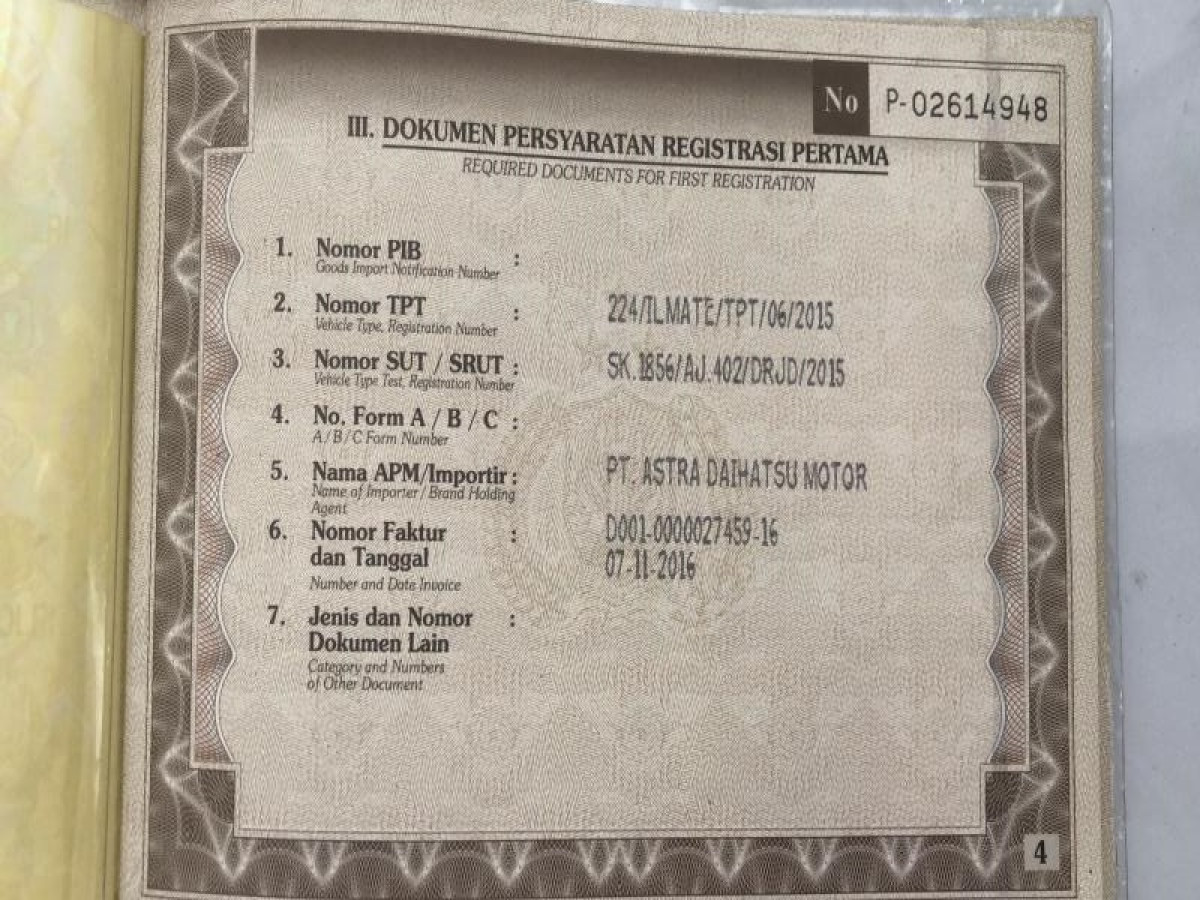 No P-02614948
III. DOKUMEN PERSYARATAN REGISTRASI PERTAMA
REQUIRED DOCUMENTS FOR FIRST REGISTRATION
1. Nomor PIB :
Goods Import Notification Number
2. Nomor TPT : 224/ILMATE/TPT/06/2015
Vehicle Type, Registration Number
3. Nomor SUT / SRUT : SK.1856/AJ.402/DRJD/2015
Vehicle Type Test, Registration Number
4. No. Form A / B / C :
A / B / C Form Number
5. Nama APM/Importir : PT. ASTRA DAIHATSU MOTOR
Name of Importer / Brand Holding
Agent
6. Nomor Faktur : D001-0000027459-16
dan Tanggal 07-11-2016
Number and Date Invoice
7. Jenis dan Nomor :
Dokumen Lain
Category and Numbers
of Other Document
4